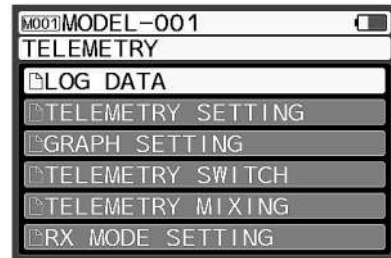 M001 MODEL-001
TELEMETRY
LOG DATA
TELEMETRY SETTING
GRAPH SETTING
TELEMETRY SWITCH
TELEMETRY MIXING
RX MODE SETTING